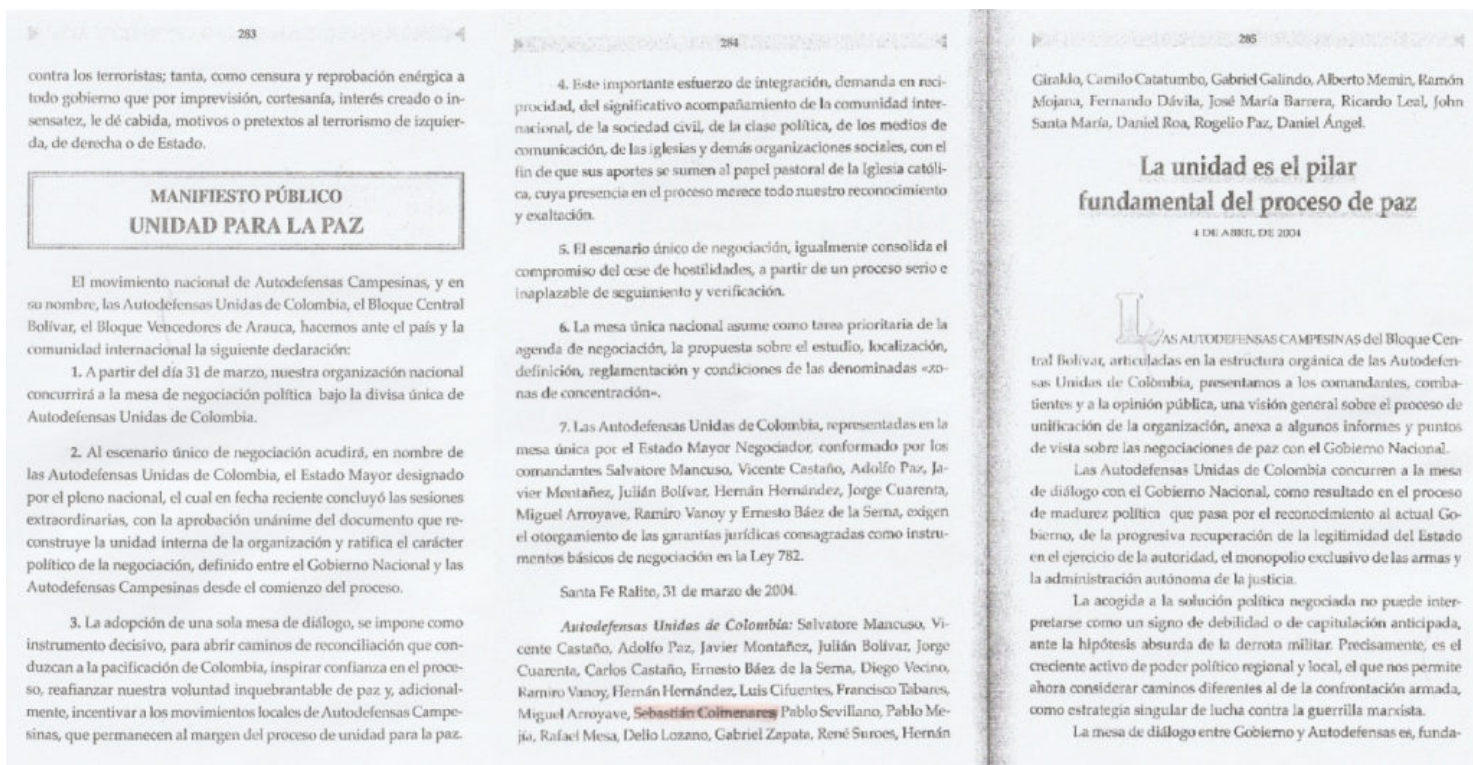 283
contra los terroristas; tanta, como censura y reprobación enérgica a
todo gobierno que por imprevisión, cortesanía, interés creado o in-
sensatez, le dé cabida, motivos o pretextos al terrorismo de izquier-
da, de derecha o de Estado.
MANIFIESTO PÚBLICO
UNIDAD PARA LA PAZ
El movimiento nacional de Autodefensas Campesinas, y en
su nombre, las Autodefensas Unidas de Colombia, el Bloque Central
Bolívar, el Bloque Vencedores de Arauca, hacemos ante el país y la
comunidad internacional la siguiente declaración:
1. A partir del día 31 de marzo, nuestra organización nacional
concurrirá a la mesa de negociación política bajo la divisa única de
Autodefensas Unidas de Colombia.
2. Al escenario único de negociación acudirá, en nombre de
las Autodefensas Unidas de Colombia, el Estado Mayor designado
por el pleno nacional, el cual en fecha reciente concluyó las sesiones
extraordinarias, con la aprobación unánime del documento que re-
construye la unidad interna de la organización y ratifica el carácter
político de la negociación, definido entre el Gobierno Nacional y las
Autodefensas Campesinas desde el comienzo del proceso.
3. La adopción de una sola mesa de diálogo, se impone como
instrumento decisivo, para abrir caminos de reconciliación que con-
duzcan a la pacificación de Colombia, inspirar confianza en el proce-
so, reafianzar nuestra voluntad inquebrantable de paz y, adicional-
mente, incentivar a los movimientos locales de Autodefensas Campe-
sinas, que permanecen al margen del proceso de unidad para la paz.
284
4. Este importante esfuerzo de integración, demanda en reci-
procidad, del significativo acompañamiento de la comunidad inter-
nacional, de la sociedad civil, de la clase política, de los medios de
comunicación, de las iglesias y demás organizaciones sociales, con el
fin de que sus aportes se sumen al papel pastoral de la Iglesia católi-
ca, cuya presencia en el proceso merece todo nuestro reconocimiento
y exaltación.
5. El escenario único de negociación, igualmente consolida el
compromiso del cese de hostilidades, a partir de un proceso serio e
inaplazable de seguimiento y verificación.
6. La mesa única nacional asume como tarea prioritaria de la
agenda de negociación, la propuesta sobre el estudio, localización,
definición, reglamentación y condiciones de las denominadas «zo-
nas de concentración».
7. Las Autodefensas Unidas de Colombia, representadas en la
mesa única por el Estado Mayor Negociador, conformado por los
comandantes Salvatore Mancuso, Vicente Castaño, Adolfo Paz, Ja-
vier Montañez, Julián Bolívar, Hernán Hernández, Jorge Cuarenta,
Miguel Arroyave, Ramiro Vanoy y Ernesto Báez de la Serna, exigen
el otorgamiento de las garantías jurídicas consagradas como instru-
mentos básicos de negociación en la Ley 782.
Santa Fe Ralito, 31 de marzo de 2004.
Autodefensas Unidas de Colombia: Salvatore Mancuso, Vi-
cente Castaño, Adolfo Paz, Javier Montañez, Julián Bolívar, Jorge
Cuarenta, Carlos Castaño, Ernesto Báez de la Serna, Diego Vecino,
Ramiro Vanoy, Hernán Hernández, Luis Cifuentes, Francisco Tabares,
Miguel Arroyave, Sebastián Colmenares, Pablo Sevillano, Pablo Me-
jía, Rafael Mesa, Delio Lozano, Gabriel Zapata, René Suroes, Hernán
285
Giraldo, Camilo Catatumbo, Gabriel Galindo, Alberto Memin, Ramón
Mojana, Fernando Dávila, José María Barrera, Ricardo Leal, John
Santa María, Daniel Roa, Rogelio Paz, Daniel Ángel.
La unidad es el pilar
fundamental del proceso de paz
4 DE ABRIL DE 2004
LAS AUTODEFENSAS CAMPESINAS del Bloque Cen-
tral Bolívar, articuladas en la estructura orgánica de las Autodefen-
sas Unidas de Colombia, presentamos a los comandantes, comba-
tientes y a la opinión pública, una visión general sobre el proceso de
unificación de la organización, anexa a algunos informes y puntos
de vista sobre las negociaciones de paz con el Gobierno Nacional.
Las Autodefensas Unidas de Colombia concurren a la mesa
de diálogo con el Gobierno Nacional, como resultado en el proceso
de madurez política que pasa por el reconocimiento al actual Go-
bierno, de la progresiva recuperación de la legitimidad del Estado
en el ejercicio de la autoridad, el monopolio exclusivo de las armas y
la administración autónoma de la justicia.
La acogida a la solución política negociada no puede inter-
pretarse como un signo de debilidad o de capitulación anticipada,
ante la hipótesis absurda de la derrota militar. Precisamente, es el
creciente activo de poder político regional y local, el que nos permite
ahora considerar caminos diferentes al de la confrontación armada,
como estrategia singular de lucha contra la guerrilla marxista.
La mesa de diálogo entre Gobierno y Autodefensas es, funda-